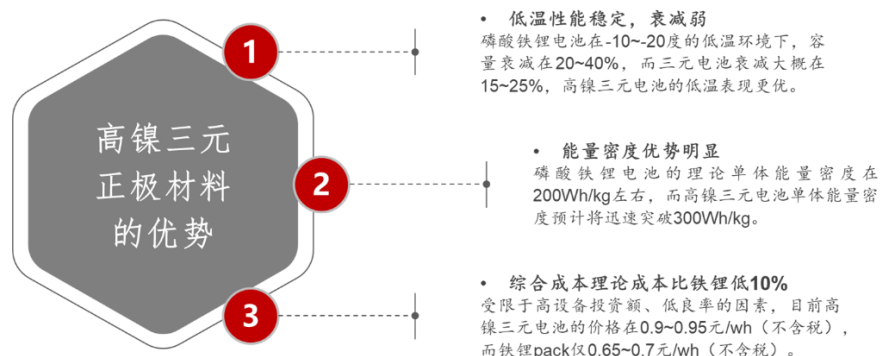 高镍三元
正极材料
的优势
1
• 低温性能稳定，衰减弱
磷酸铁锂电池在-10~-20度的低温环境下，容
量衰减在20~40%，而三元电池衰减大概在
15~25%，高镍三元电池的低温表现更优。
2
• 能量密度优势明显
磷酸铁锂电池的理论单体能量密度在
200Wh/kg左右，而高镍三元电池单体能量密
度预计将迅速突破300Wh/kg。
3
• 综合成本理论成本比铁锂低10%
受限于高设备投资额、低良率的因素，目前高
镍三元电池的价格在0.9~0.95元/wh（不含税），
而铁锂pack仅0.65~0.7元/wh（不含税）。